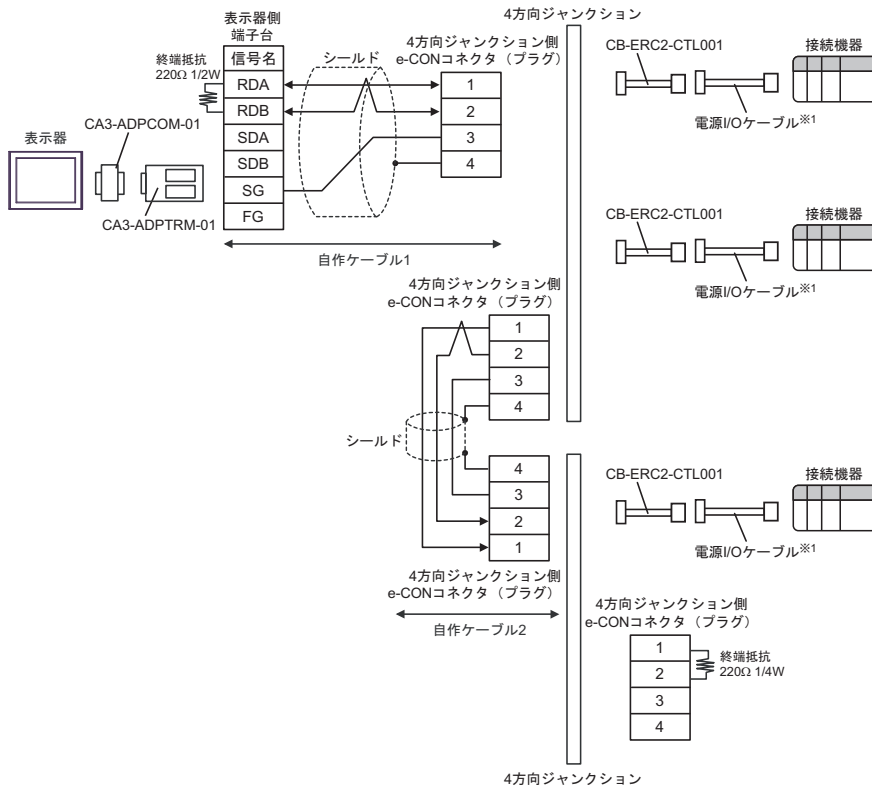 4方向ジャンクション
表示器側
端子台
信号名
RDA
RDB
SDA
SDB
SG
FG
終端抵抗
220Ω 1/2W
シールド
4方向ジャンクション側
e-CONコネクタ（プラグ）
1
2
3
4
表示器
CA3-ADPCOM-01
CA3-ADPTRM-01
自作ケーブル1
CB-ERC2-CTL001
接続機器
電源I/Oケーブル※1
CB-ERC2-CTL001
接続機器
電源I/Oケーブル※1
4方向ジャンクション側
e-CONコネクタ（プラグ）
1
2
3
4
シールド
4
3
2
1
4方向ジャンクション側
e-CONコネクタ（プラグ）
自作ケーブル2
CB-ERC2-CTL001
接続機器
電源I/Oケーブル※1
4方向ジャンクション側
e-CONコネクタ（プラグ）
1
2
3
4
終端抵抗
220Ω 1/4W
4方向ジャンクション